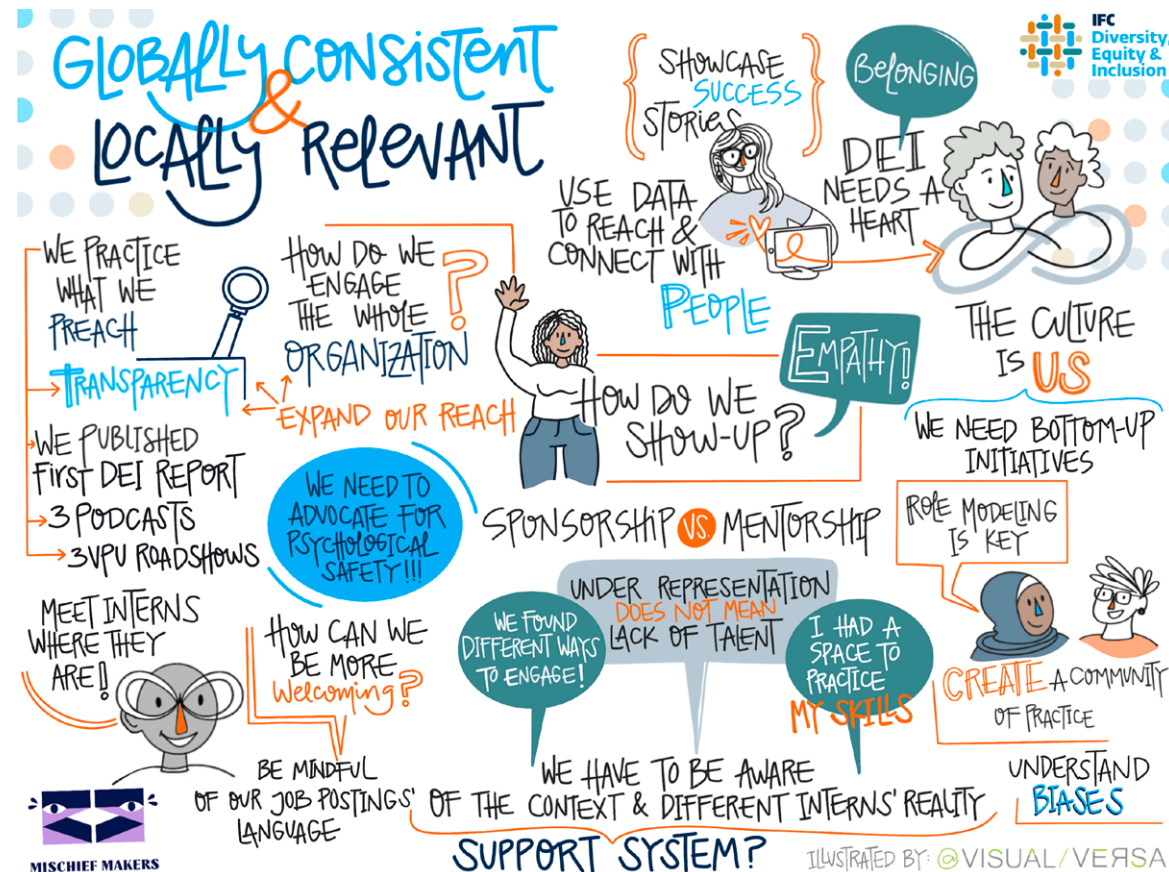 GLOBALLY CONSISTENT
&
LOCALLY RELEVANT
SHOWCASE
SUCCESS
STORIES
BELONGING
IFC
Diversity,
Equity &
Inclusion
USE DATA
TO REACH &
CONNECT WITH
PEOPLE
DEI
NEEDS A
HEART
WE PRACTICE
WHAT WE
PREACH
TRANSPARENCY
WE PUBLISHED
FIRST DEI REPORT
3 PODCASTS
3 VPU ROADSHOWS
HOW DO WE
ENGAGE
THE WHOLE
ORGANIZATION
?
EXPAND OUR REACH
HOW DO WE
SHOW-UP?
EMPATHY!
THE CULTURE
IS US
WE NEED BOTTOM-UP
INITIATIVES
WE NEED TO
ADVOCATE FOR
PSYCHOLOGICAL
SAFETY!!!
SPONSORSHIP VS. MENTORSHIP
ROLE MODELING
IS KEY
UNDER REPRESENTATION
DOES NOT MEAN
LACK OF TALENT
WE FOUND
DIFFERENT WAYS
TO ENGAGE!
I HAD A
SPACE TO
PRACTICE
MY SKILLS
CREATE A COMMUNITY
OF PRACTICE
MEET INTERNS
WHERE THEY
ARE!
HOW CAN WE
BE MORE
Welcoming?
BE MINDFUL
OF OUR JOB POSTINGS'
LANGUAGE
WE HAVE TO BE AWARE
OF THE CONTEXT & DIFFERENT INTERNS' REALITY
UNDERSTAND
BIASES
SUPPORT SYSTEM?
MISCHIEF MAKERS
ILLUSTRATED BY: @VISUAL/VERSA